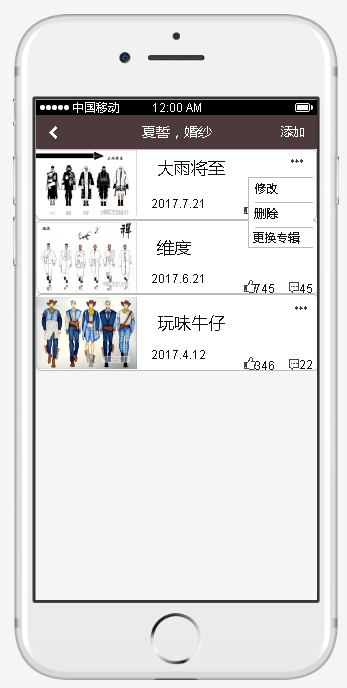 中国移动 12:00 AM
夏誓，婚纱 添加
大雨将至 •••
修改
2017.7.21
删除
更换专辑
禅
维度
2017.6.21
745 45
玩味牛仔 •••
2017.4.12
346 22